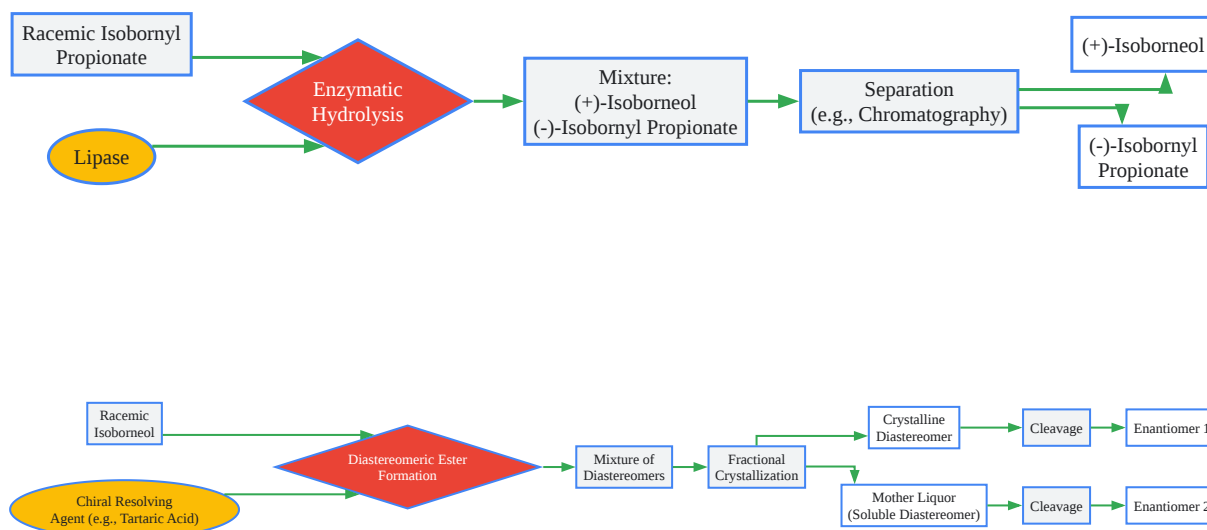 Racemic Isobornyl
Propionate
Lipase
Enzymatic
Hydrolysis
Mixture:
(+)-Isoborneol
(-)-Isobornyl Propionate
Separation
(e.g., Chromatography)
(+)-Isoborneol
(-)-Isobornyl
Propionate
Racemic
Isoborneol
Chiral Resolving
Agent (e.g., Tartaric Acid)
Diastereomeric Ester
Formation
Mixture of
Diastereomers
Fractional
Crystallization
Crystalline
Diastereomer
Cleavage
Enantiomer 1
Mother Liquor
(Soluble Diastereomer)
Cleavage
Enantiomer 2